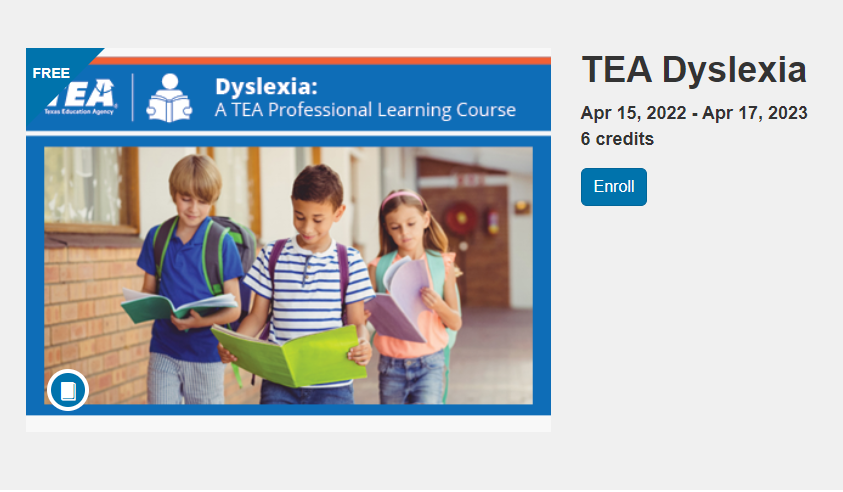 FREE
TEA
Texas Education Agency
Dyslexia:
A TEA Professional Learning Course
TEA Dyslexia
Apr 15, 2022 - Apr 17, 2023
6 credits
Enroll